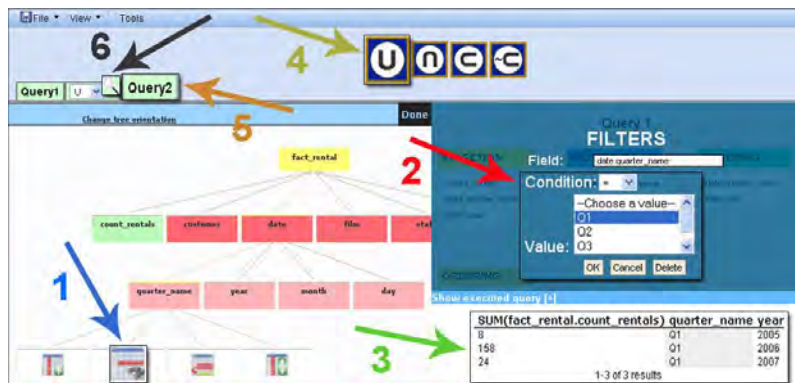 File View Tools
6
4
U ∩ ⊂ ~⊂
Query1 U Query2
5
Change tree orientation
Done
Query 1
FILTERS
fact_rental
2
Field: date.quarter_name
Condition: =
--Choose a value--
Q1
Q2
Value: Q3
OK Cancel Delete
count_rentals customer date film
1
quarter_name year month day
Show executed query [+]
3
SUM(fact_rental.count_rentals) quarter_name year
8 Q1 2005
158 Q1 2006
24 Q1 2007
1-3 of 3 results